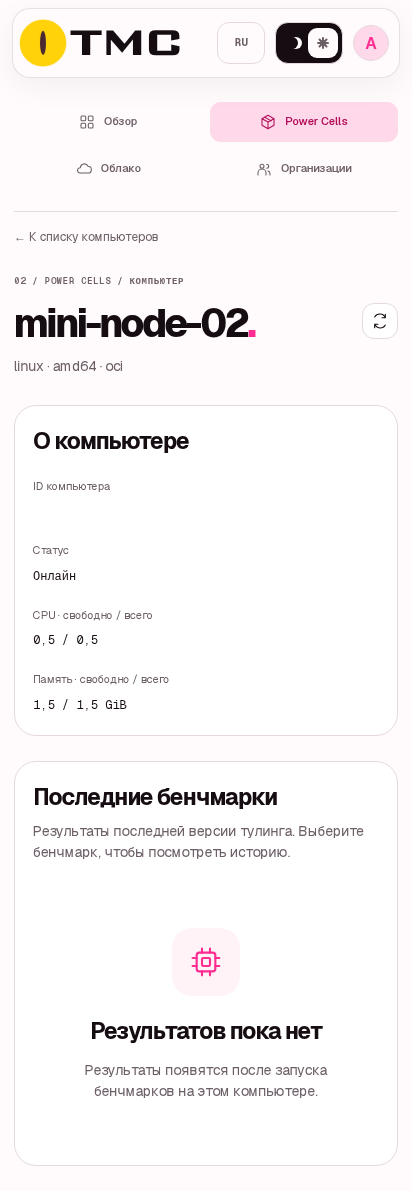 TMC
RU
A
Обзор
Power Cells
Облако
Организации
← К списку компьютеров
02 / POWER CELLS / КОМПЬЮТЕР
mini-node-02.
linux · amd64 · oci
О компьютере
ID компьютера
Статус
Онлайн
CPU · свободно / всего
0,5 / 0,5
Память · свободно / всего
1,5 / 1,5 GiB
Последние бенчмарки
Результаты последней версии тулинга. Выберите
бенчмарк, чтобы посмотреть историю.
Результатов пока нет
Результаты появятся после запуска
бенчмарков на этом компьютере.